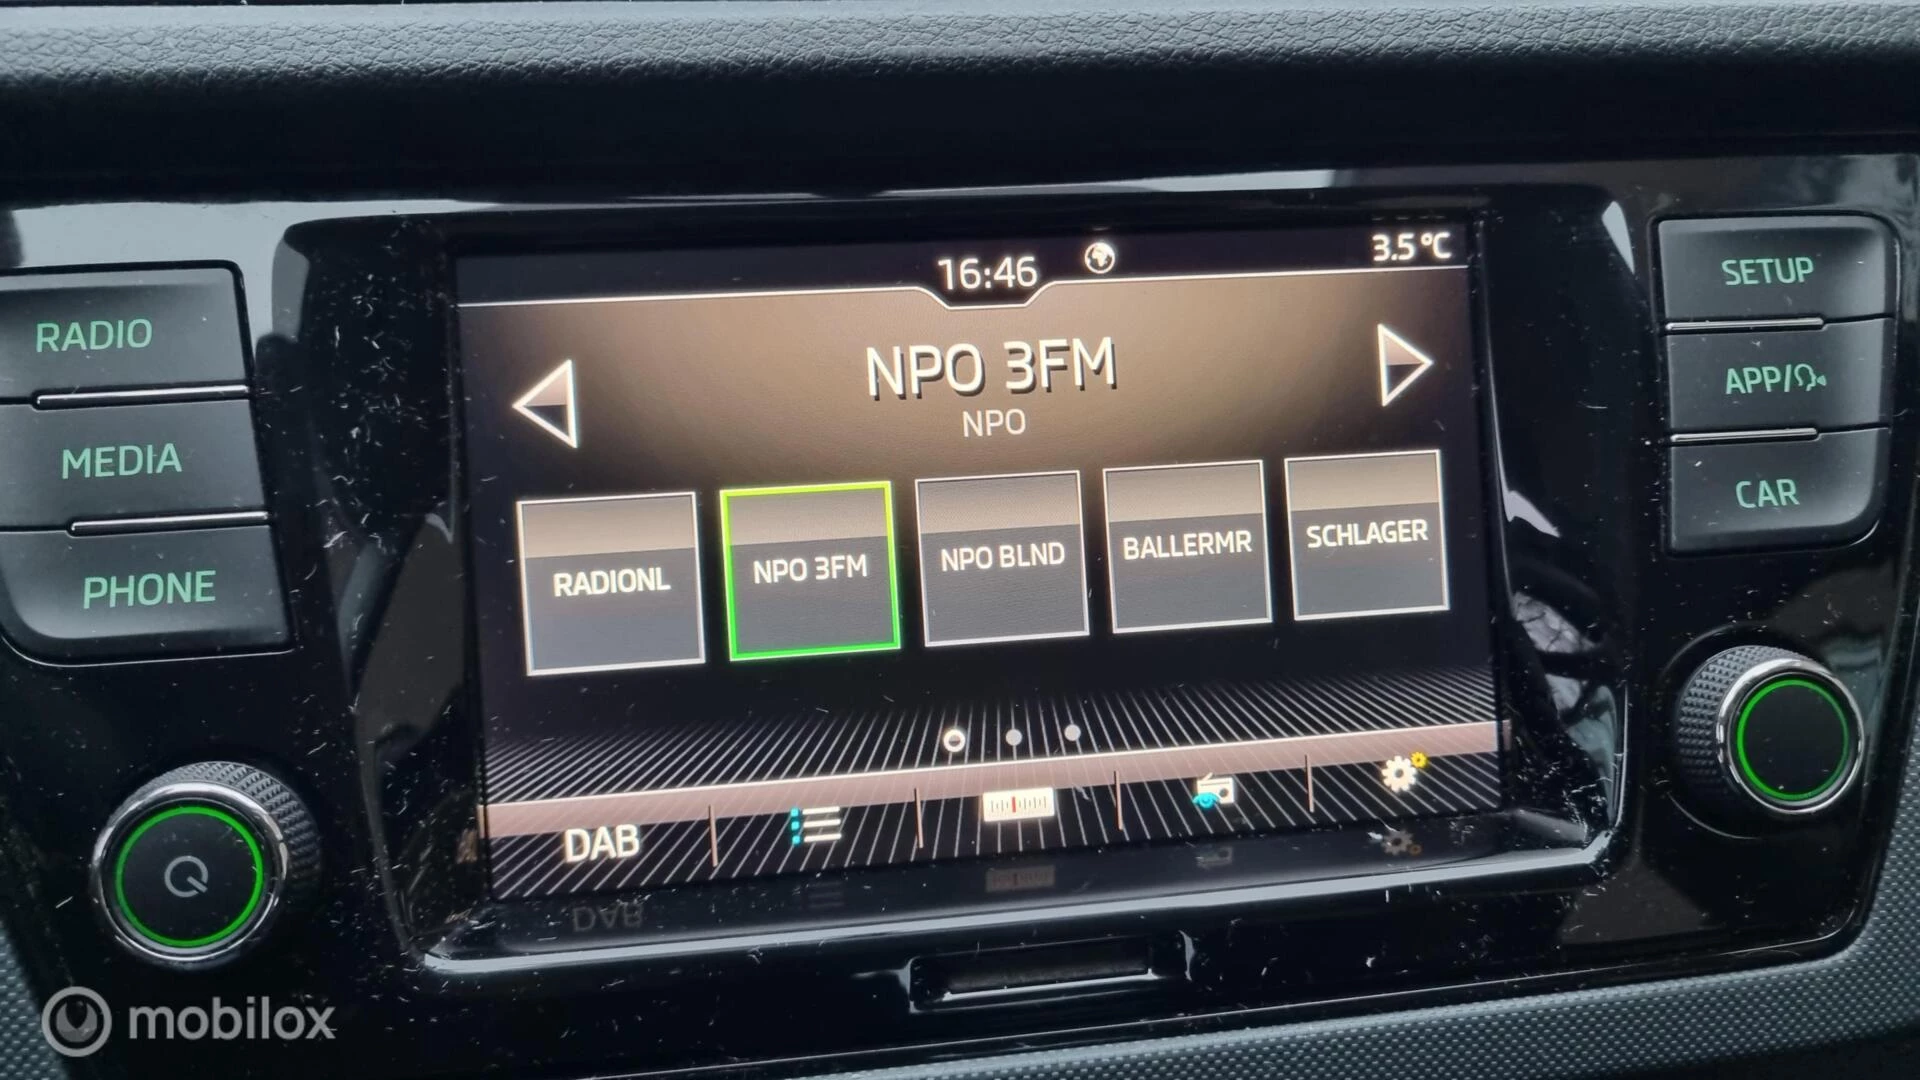 16:46
3.5 °C
RADIO
MEDIA
PHONE
NPO 3FM
NPO
RADIONL
NPO 3FM
NPO BLND
BALLERMR
SCHLAGER
DAB
SETUP
APP/
CAR
mobilox